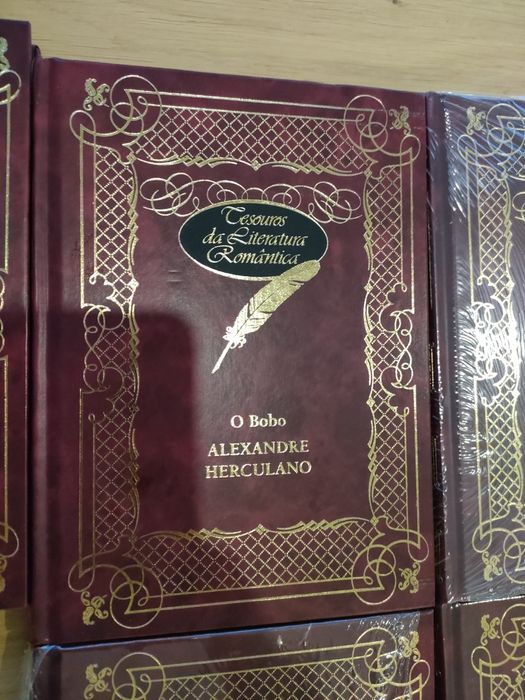 Tesouros
da Literatura
Romântica
O Bobo
ALEXANDRE
HERCULANO